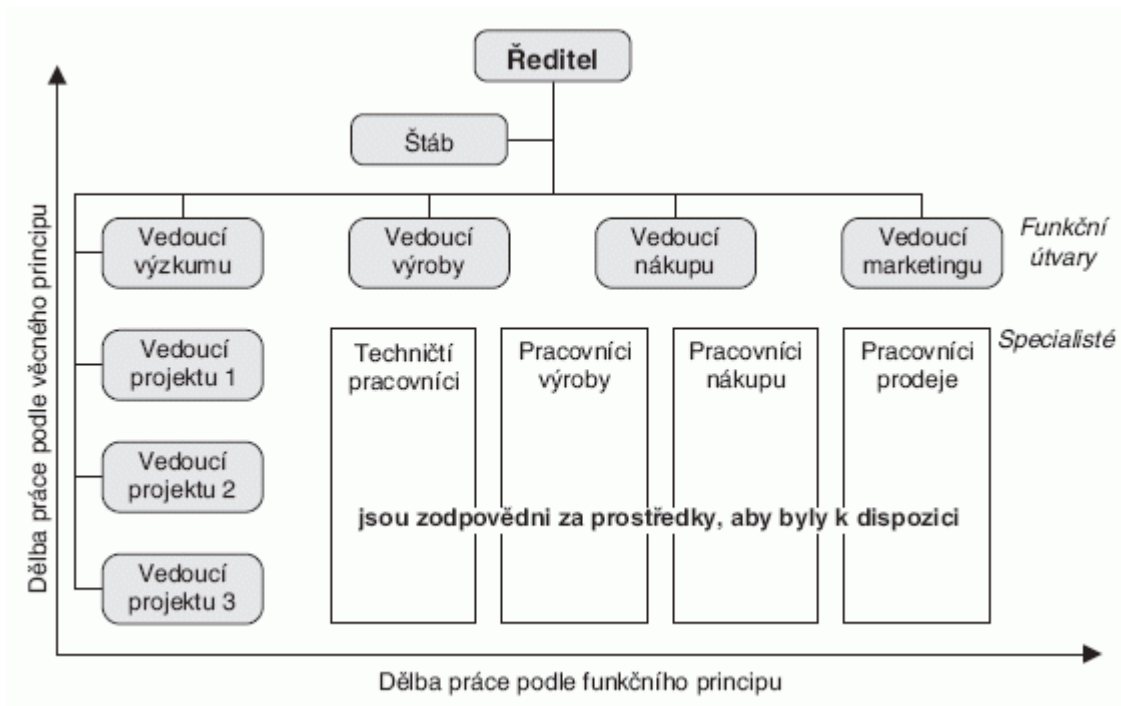 Ředitel
Štáb
Vedoucí
výzkumu
Vedoucí
výroby
Vedoucí
nákupu
Vedoucí
marketingu
Funkční
útvary
Vedoucí
projektu 1
Techničtí
pracovníci
Pracovníci
výroby
Pracovníci
nákupu
Pracovníci
prodeje
Specialisté
Vedoucí
projektu 2
jsou zodpovědni za prostředky, aby byly k dispozici
Vedoucí
projektu 3
Dělba práce podle věcného principu
Dělba práce podle funkčního principu